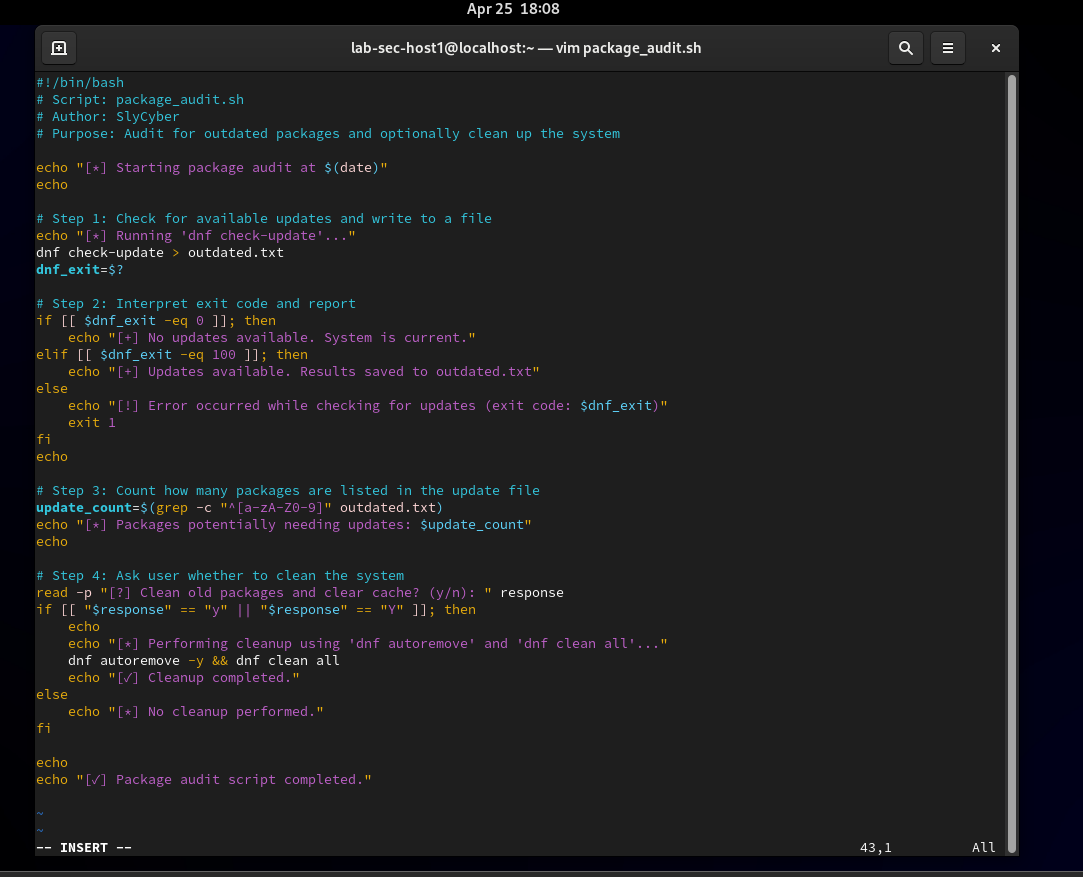 Apr 25 18:08
lab-sec-host1@localhost:~ — vim package_audit.sh
#!/bin/bash
# Script: package_audit.sh
# Author: SlyCyber
# Purpose: Audit for outdated packages and optionally clean up the system

echo "[*] Starting package audit at $(date)"
echo

# Step 1: Check for available updates and write to a file
echo "[*] Running 'dnf check-update'..."
dnf check-update > outdated.txt
dnf_exit=$?

# Step 2: Interpret exit code and report
if [[ $dnf_exit -eq 0 ]]; then
    echo "[+] No updates available. System is current."
elif [[ $dnf_exit -eq 100 ]]; then
    echo "[+] Updates available. Results saved to outdated.txt"
else
    echo "[!] Error occurred while checking for updates (exit code: $dnf_exit)"
    exit 1
fi
echo

# Step 3: Count how many packages are listed in the update file
update_count=$(grep -c "^[a-zA-Z0-9]" outdated.txt)
echo "[*] Packages potentially needing updates: $update_count"
echo

# Step 4: Ask user whether to clean the system
read -p "[?] Clean old packages and clear cache? (y/n): " response
if [[ "$response" == "y" || "$response" == "Y" ]]; then
    echo
    echo "[*] Performing cleanup using 'dnf autoremove' and 'dnf clean all'..."
    dnf autoremove -y && dnf clean all
    echo "[✓] Cleanup completed."
else
    echo "[*] No cleanup performed."
fi

echo
echo "[✓] Package audit script completed."

~
~
-- INSERT -- 43,1 All